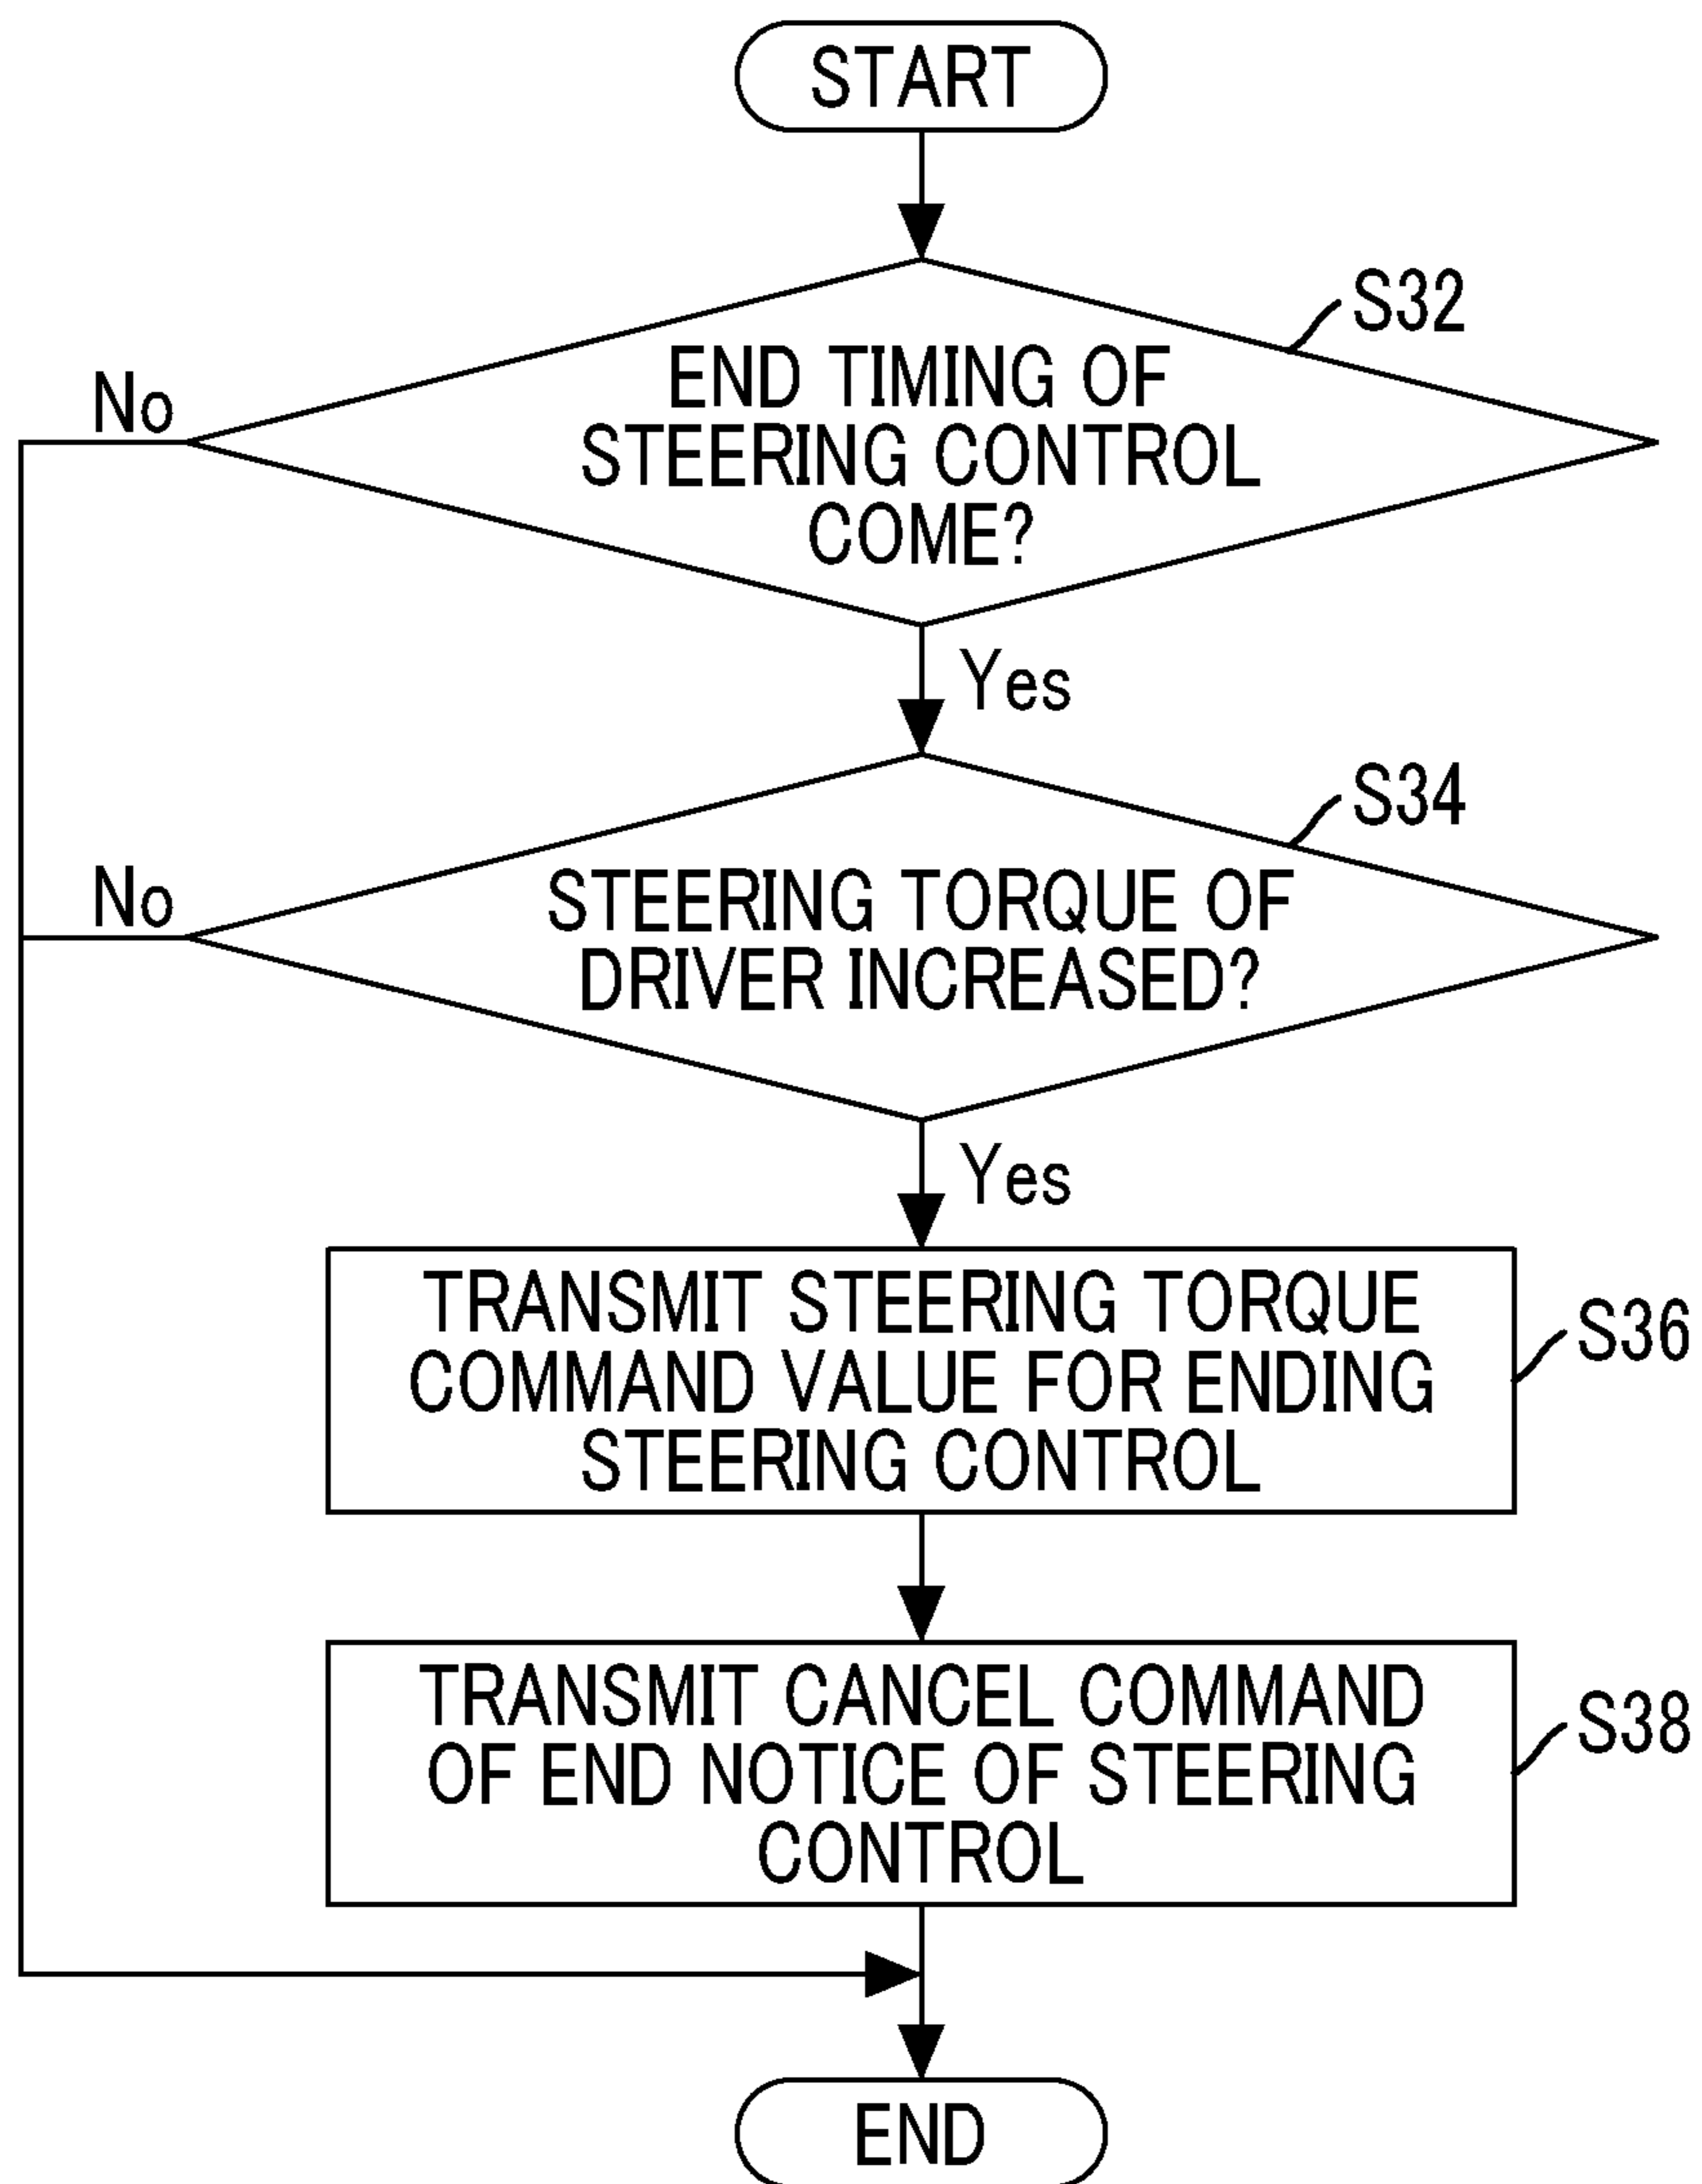 START
S32
END TIMING OF
STEERING CONTROL
COME?
No
Yes
S34
STEERING TORQUE OF
DRIVER INCREASED?
No
Yes
TRANSMIT STEERING TORQUE
COMMAND VALUE FOR ENDING
STEERING CONTROL
S36
TRANSMIT CANCEL COMMAND
OF END NOTICE OF STEERING
CONTROL
S38
END